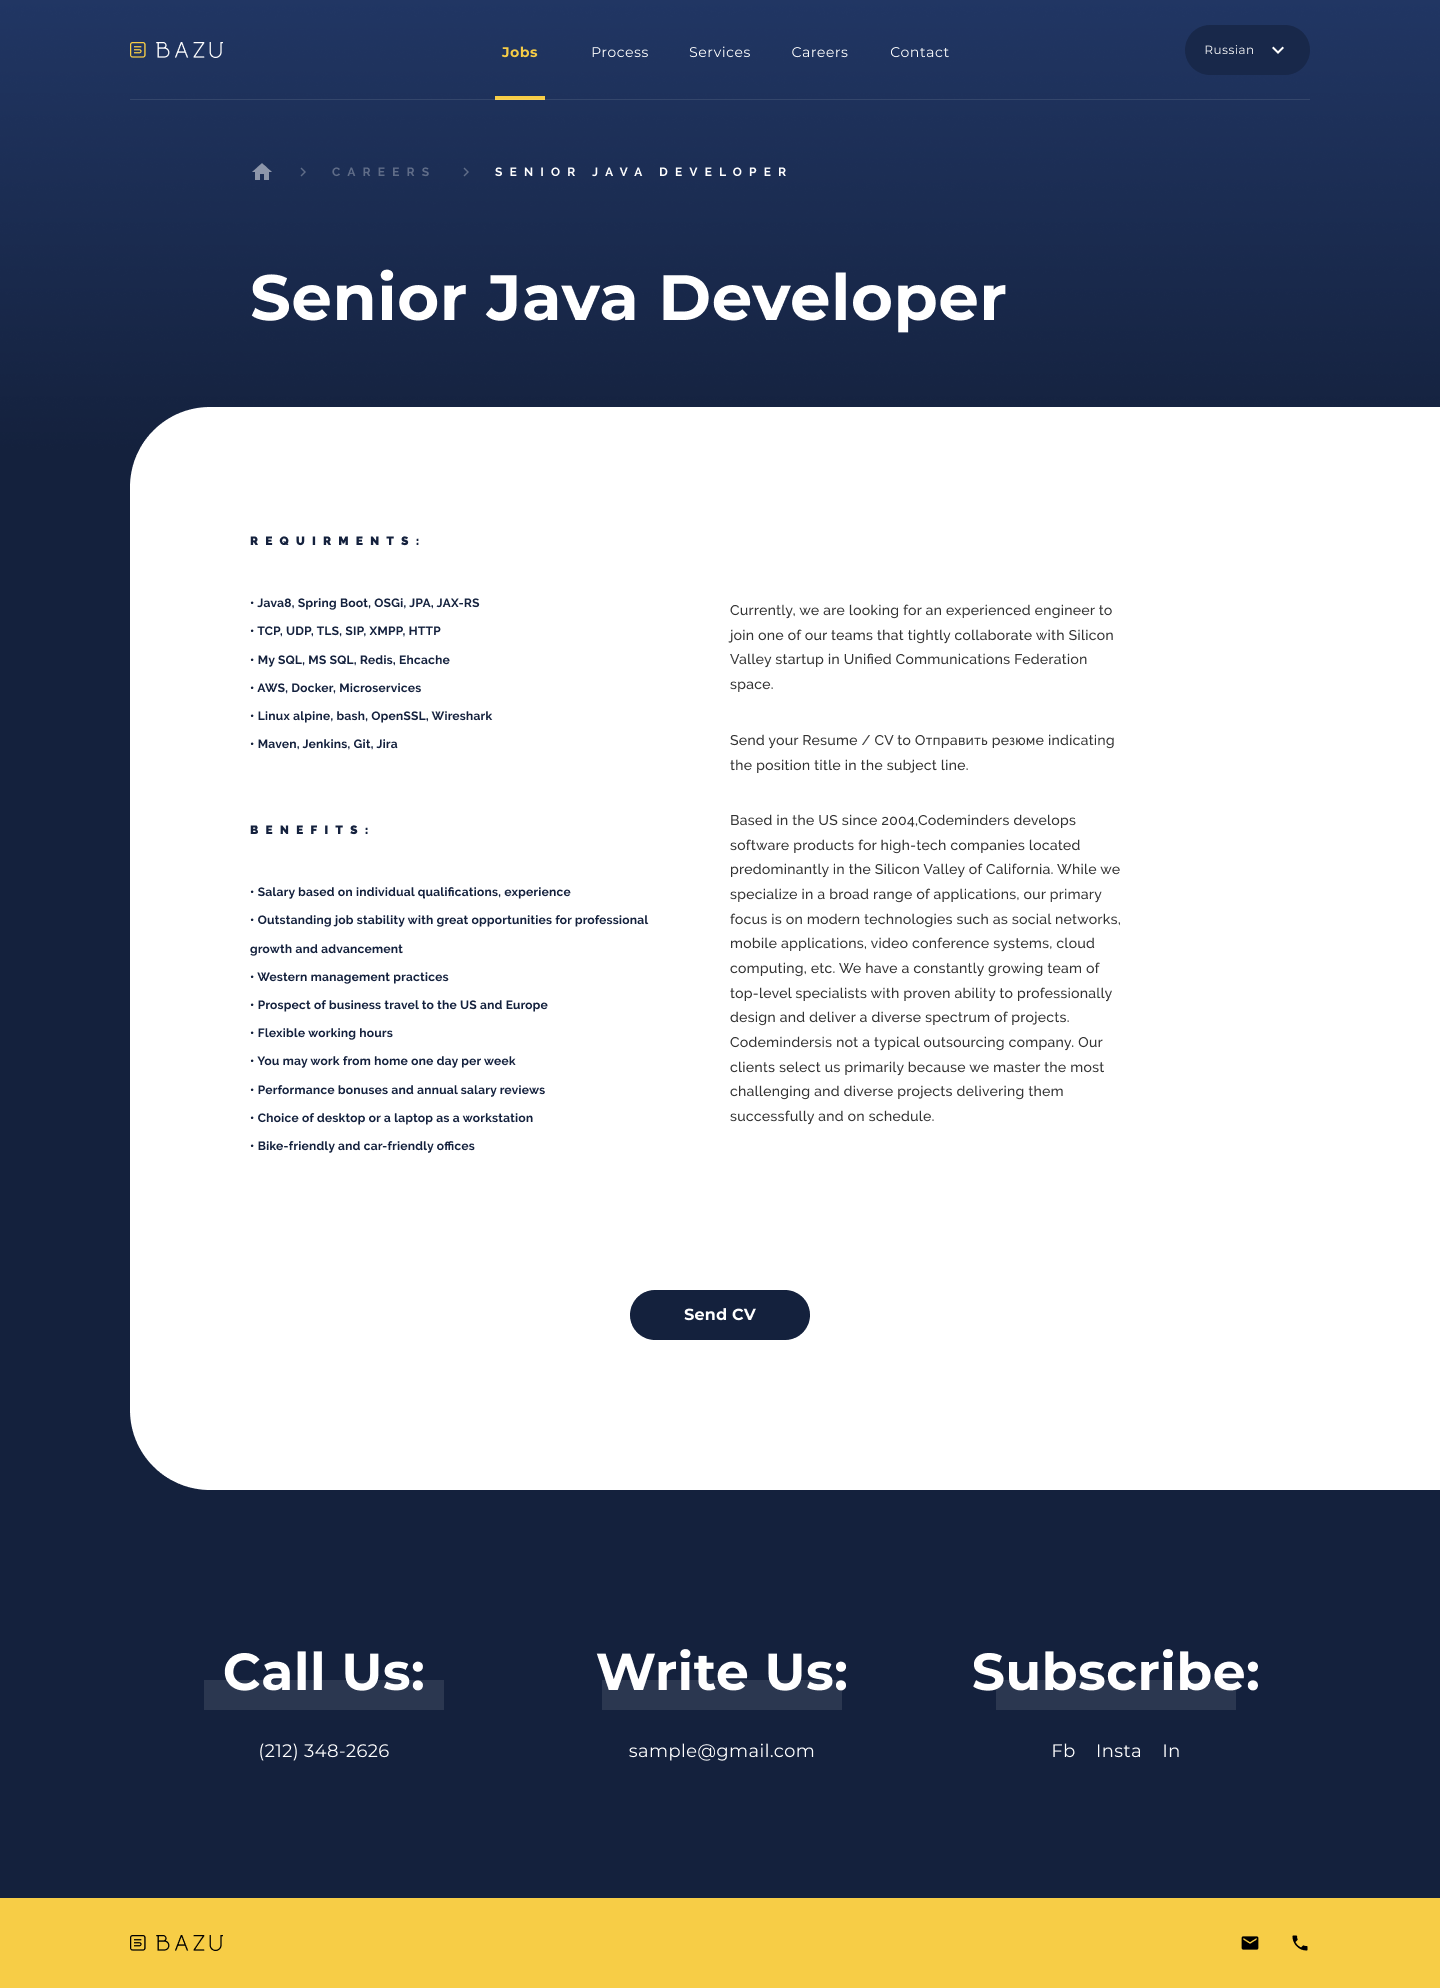 BAZU
Jobs Process Services Careers Contact
Russian
CAREERS
SENIOR JAVA DEVELOPER
Senior Java Developer
REQUIRMENTS:
• Java8, Spring Boot, OSGi, JPA, JAX-RS
• TCP, UDP, TLS, SIP, XMPP, HTTP
• My SQL, MS SQL, Redis, Ehcache
• AWS, Docker, Microservices
• Linux alpine, bash, OpenSSL, Wireshark
• Maven, Jenkins, Git, Jira
BENEFITS:
• Salary based on individual qualifications, experience
• Outstanding job stability with great opportunities for professional
growth and advancement
• Western management practices
• Prospect of business travel to the US and Europe
• Flexible working hours
• You may work from home one day per week
• Performance bonuses and annual salary reviews
• Choice of desktop or a laptop as a workstation
• Bike-friendly and car-friendly offices
Currently, we are looking for an experienced engineer to
join one of our teams that tightly collaborate with Silicon
Valley startup in Unified Communications Federation
space.
Send your Resume / CV to Отправить резюме indicating
the position title in the subject line.
Based in the US since 2004,Codeminders develops
software products for high-tech companies located
predominantly in the Silicon Valley of California. While we
specialize in a broad range of applications, our primary
focus is on modern technologies such as social networks,
mobile applications, video conference systems, cloud
computing, etc. We have a constantly growing team of
top-level specialists with proven ability to professionally
design and deliver a diverse spectrum of projects.
Codemindersis not a typical outsourcing company. Our
clients select us primarily because we master the most
challenging and diverse projects delivering them
successfully and on schedule.
Send CV
Call Us:
(212) 348-2626
Write Us:
sample@gmail.com
Subscribe:
Fb Insta In
BAZU